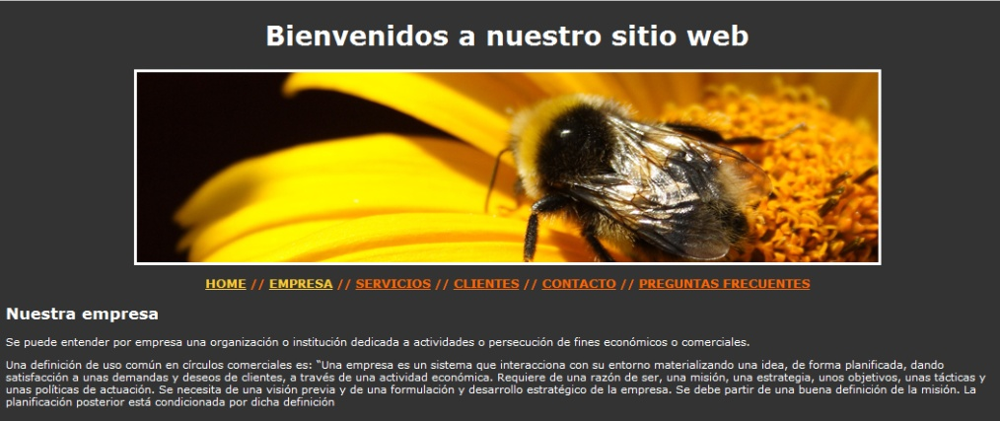 Bienvenidos a nuestro sitio web
HOME // EMPRESA // SERVICIOS // CLIENTES // CONTACTO // PREGUNTAS FRECUENTES
Nuestra empresa
Se puede entender por empresa una organización o institución dedicada a actividades o persecución de fines económicos o comerciales.
Una definición de uso común en círculos comerciales es: “Una empresa es un sistema que interacciona con su entorno materializando una idea, de forma planificada, dando
satisfacción a unas demandas y deseos de clientes, a través de una actividad económica. Requiere de una razón de ser, una misión, una estrategia, unos objetivos, unas tácticas y
unas políticas de actuación. Se necesita de una visión previa y de una formulación y desarrollo estratégico de la empresa. Se debe partir de una buena definición de la misión. La
planificación posterior está condicionada por dicha definición